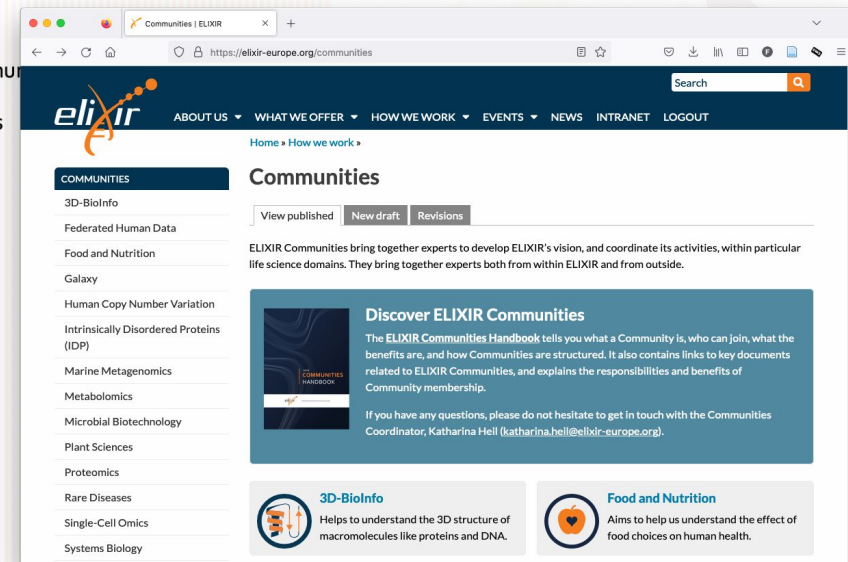 Communities | ELIXIR
https://elixir-europe.org/communities
Search
elixir
ABOUT US WHAT WE OFFER HOW WE WORK EVENTS NEWS INTRANET LOGOUT
Home » How we work »
COMMUNITIES
3D-BioInfo
Federated Human Data
Food and Nutrition
Galaxy
Human Copy Number Variation
Intrinsically Disordered Proteins
(IDP)
Marine Metagenomics
Metabolomics
Microbial Biotechnology
Plant Sciences
Proteomics
Rare Diseases
Single-Cell Omics
Systems Biology
Communities
View published New draft Revisions
ELIXIR Communities bring together experts to develop ELIXIR's vision, and coordinate its activities, within particular
life science domains. They bring together experts both from within ELIXIR and from outside.
COMMUNITIES
HANDBOOK
Discover ELIXIR Communities
The ELIXIR Communities Handbook tells you what a Community is, who can join, what the
benefits are, and how Communities are structured. It also contains links to key documents
related to ELIXIR Communities, and explains the responsibilities and benefits of
Community membership.
If you have any questions, please do not hesitate to get in touch with the Communities
Coordinator, Katharina Heil (katharina.heil@elixir-europe.org).
3D-BioInfo
Helps to understand the 3D structure of
macromolecules like proteins and DNA.
Food and Nutrition
Aims to help us understand the effect of
food choices on human health.